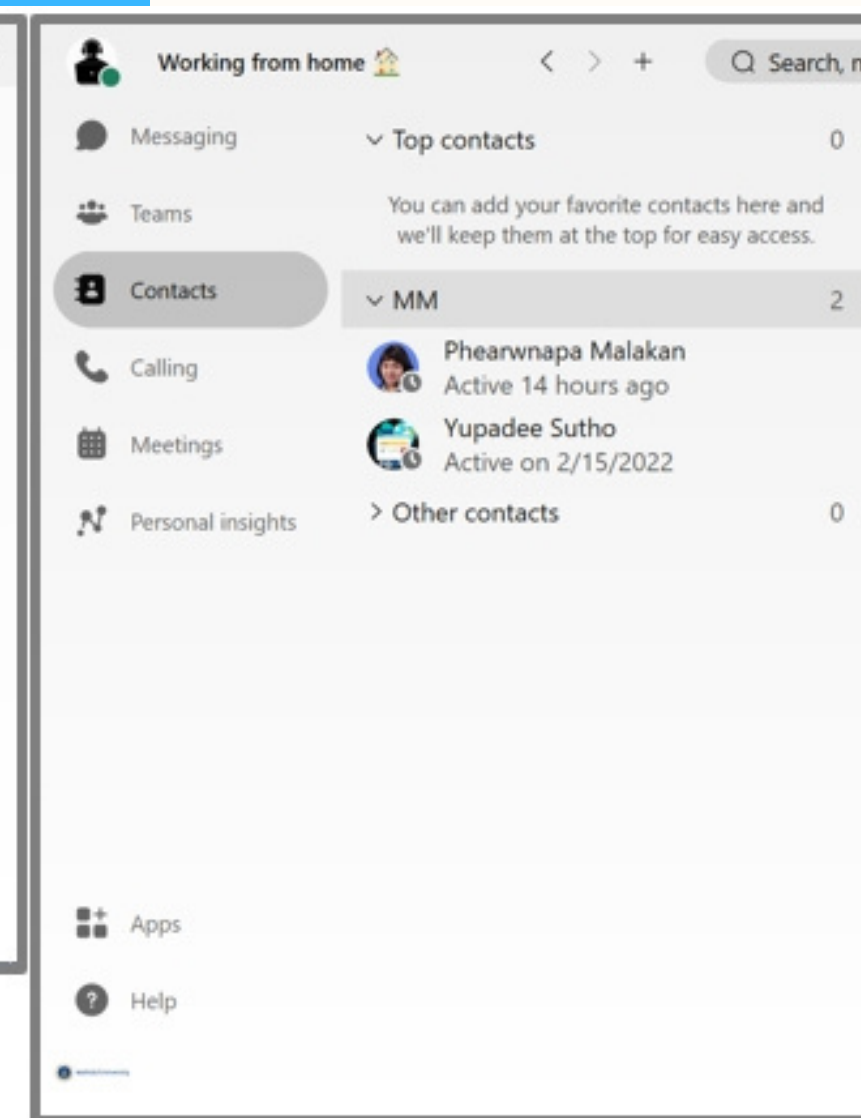 Working from home
Search,
Messaging
Teams
Contacts
Calling
Meetings
Personal insights
Apps
Help
Top contacts 0
You can add your favorite contacts here and
we'll keep them at the top for easy access.
MM 2
Phearwnapa Malakan
Active 14 hours ago
Yupadee Sutho
Active on 2/15/2022
Other contacts 0